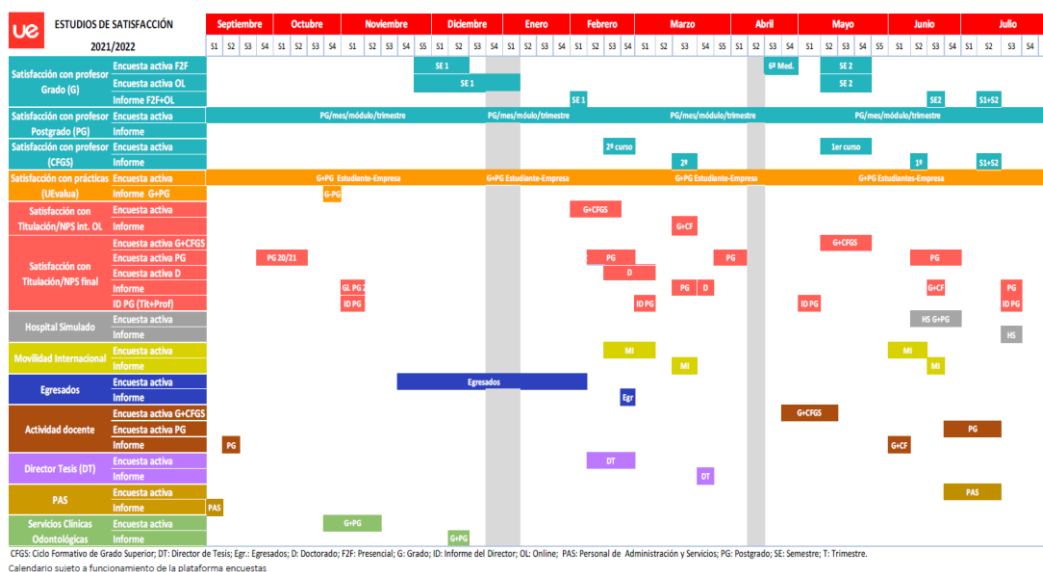 ue
ESTUDIOS DE SATISFACCIÓN
2021/2022
Septiembre Octubre Noviembre Diciembre Enero Febrero Marzo Abril Mayo Junio Julio
S1 S2 S3 S4 S1 S2 S3 S4 S1 S2 S3 S4 S5 S1 S2 S3 S4 S1 S2 S3 S4 S1 S2 S3 S4 S1 S2 S3 S4 S5 S1 S2 S3 S4 S1 S2 S3 S4 S5 S1 S2 S3 S4 S1 S2 S3 S4
Satisfacción con profesor Grado (G)
Encuesta activa F2F SE 1 6º Med. SE 2
Encuesta activa OL SE 1 SE 2
Informe F2F+OL SE 1 SE2 S1+S2
Satisfacción con profesor Postgrado (PG)
Encuesta activa PG/mes/módulo/trimestre PG/mes/móulo/trimestre PG/mes/módulo/trimestre PG/mes/móulo/trimestre
Informe
Satisfacción con profesor (CFGS)
Encuesta activa 2º curso 1er curso
Informe 2º 1º S1+S2
Satisfacción con prácticas (UEvalua)
Encuesta activa G+PG Estudiante-Empresa G+PG Estudiante-Empresa G+PG Estudiante-Empresa G+PG Estudiantes-Empresa
Informe G+PG G-PG
Satisfacción con Titulación/NPS int. OL
Encuesta activa G+CFGS
Informe G+CF
Satisfacción con Titulación/NPS final
Encuesta activa G+CFGS G+CFGS
Encuesta activa PG PG 20/21 PG PG PG
Encuesta activa D D
Informe PG PG D G+CF PG
ID PG (Tit+Prof) ID PG ID PG ID PG ID PG
Hospital Simulado
Encuesta activa HS G+PG
Informe HS
Movilidad Internacional
Encuesta activa MI MI
Informe MI MI
Egresados
Encuesta activa Egresados
Informe Egr
Actividad docente
Encuesta activa G+CFGS G+CFGS
Encuesta activa PG PG
Informe PG G+CF
Director Tesis (DT)
Encuesta activa DT
Informe DT
PAS
Encuesta activa PAS
Informe PAS
Servicios Clínicas Odontológicas
Encuesta activa G+PG
Informe G+PG
CFGS: Ciclo Formativo de Grado Superior; DT: Director de Tesis; Egr.: Egresados; D: Doctorado; F2F: Presencial; G: Grado; ID: Informe del Director; OL: Online; PAS: Personal de Administración y Servicios; PG: Postgrado; SE: Semestre; T: Trimestre.
Calendario sujeto a funcionamiento de la plataforma encuestas